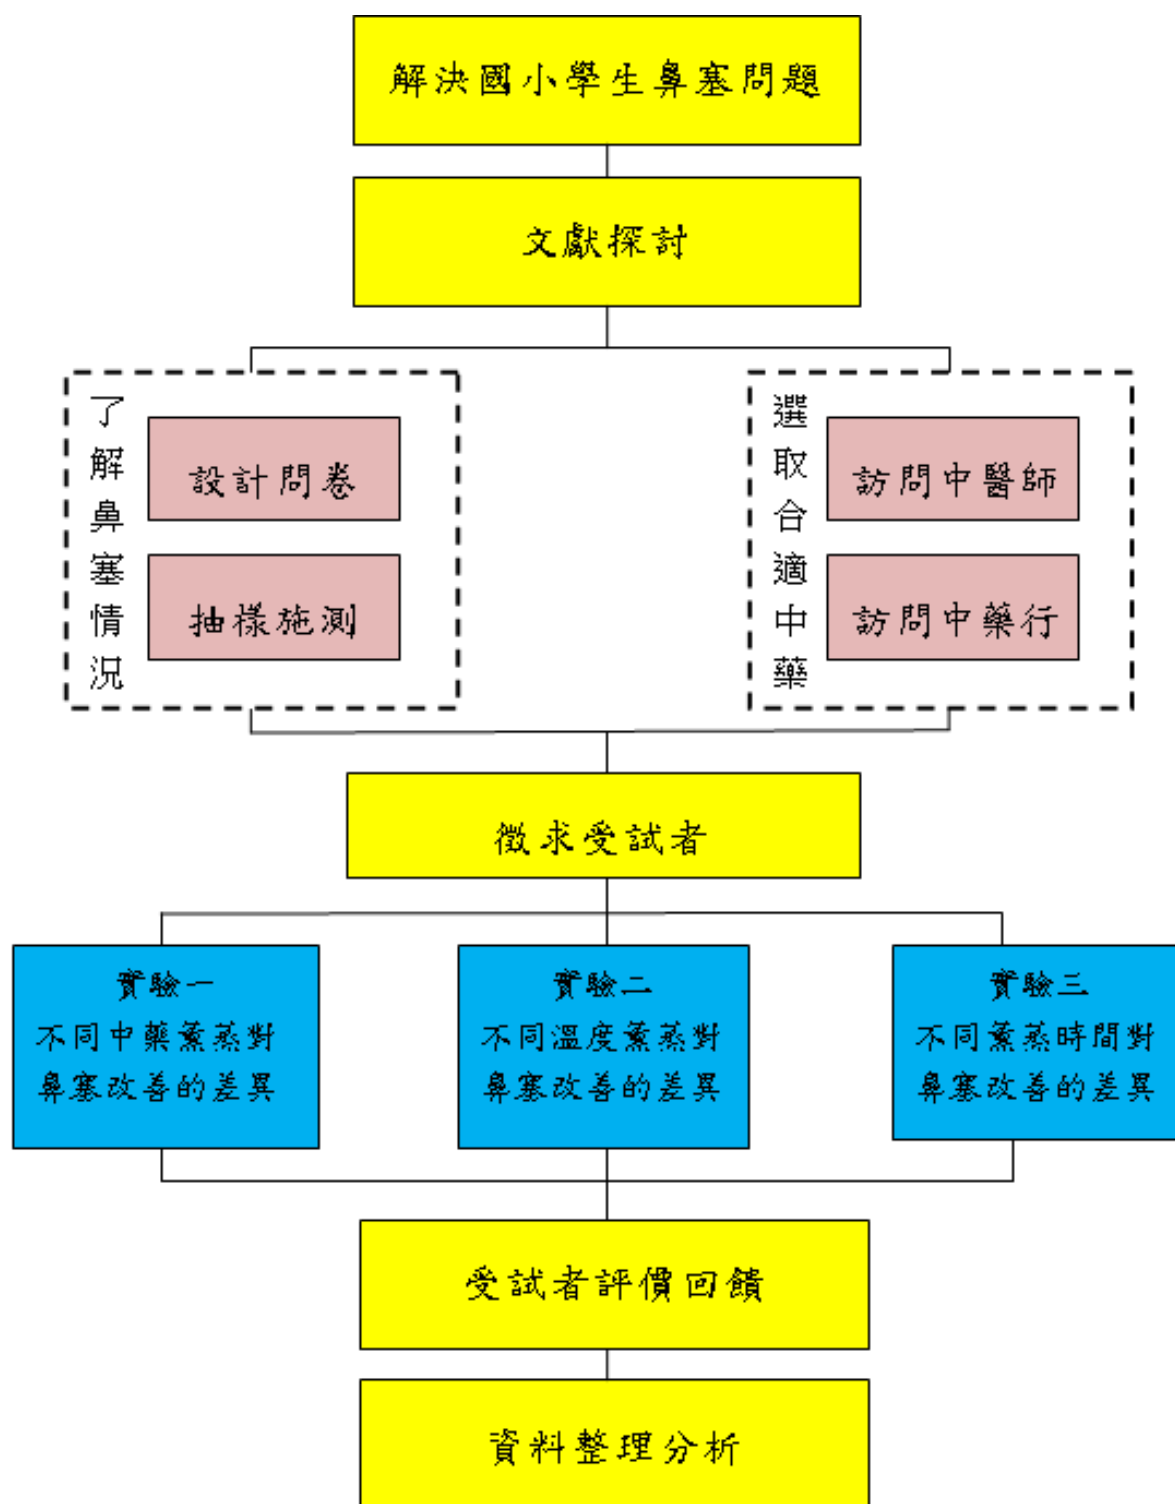 解決國小學生鼻塞問題
文獻探討
了解鼻塞情況
設計問卷
抽樣施測
選取合適中藥
訪問中醫師
訪問中藥行
徵求受試者
實驗一
不同中藥薰蒸對
鼻塞改善的差異
實驗二
不同溫度薰蒸對
鼻塞改善的差異
實驗三
不同薰蒸時間對
鼻塞改善的差異
受試者評價回饋
資料整理分析